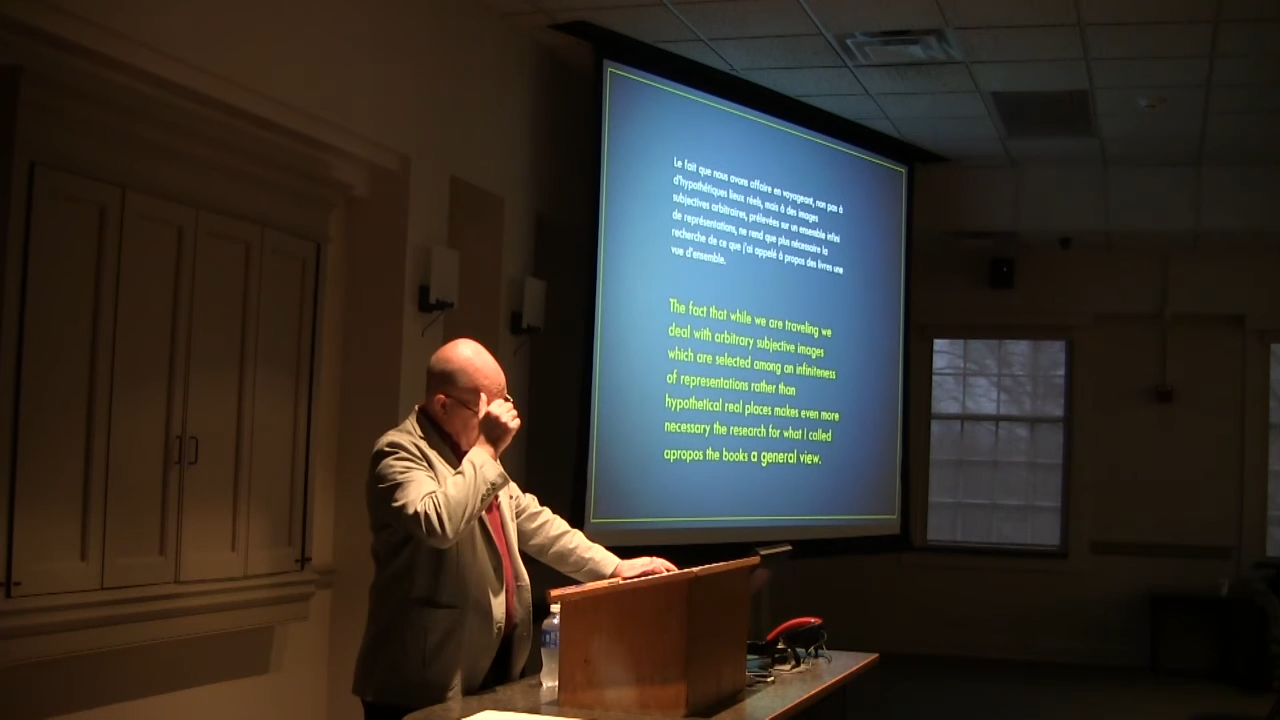 Le fait que nous avons affaire en voyageant, non pas à
d'hypothétiques lieux réels, mais à des images
subjectives arbitraires, prélevées sur un ensemble infini
de représentations, ne rend que plus nécessaire la
recherche de ce que j'ai appelé à propos des livres une
vue d'ensemble.
The fact that while we are traveling we
deal with arbitrary subjective images
which are selected among an infiniteness
of representations rather than
hypothetical real places makes even more
necessary the research for what I called
apropos the books a general view.